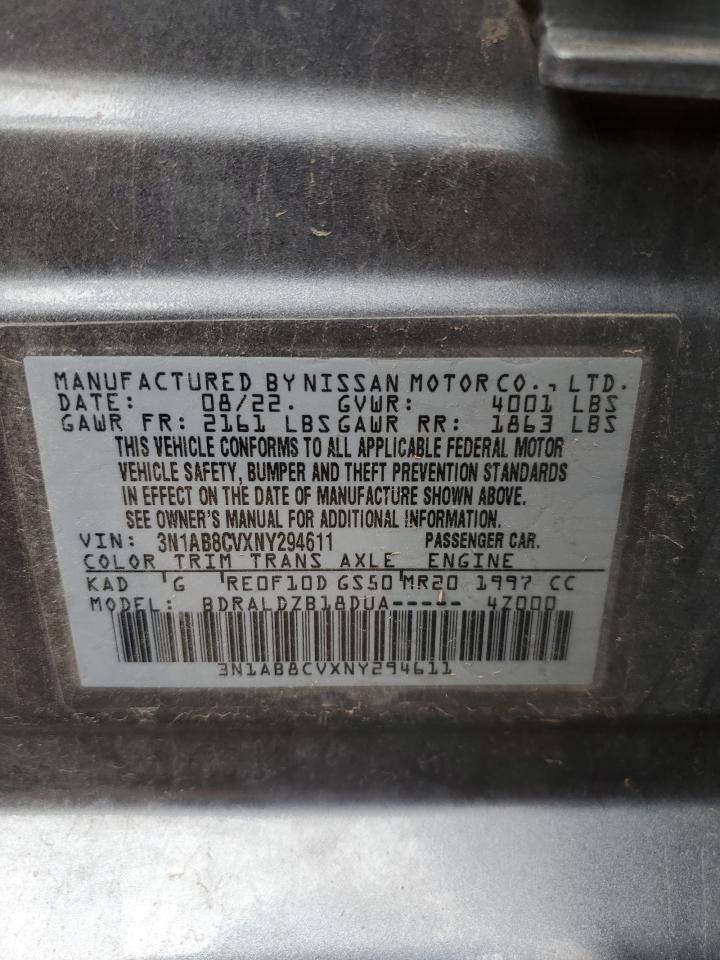 MANUFACTURED BY NISSAN MOTOR CO., LTD.
DATE: 08/22. GVWR: 4001 LBS
GAWR FR: 2161 LBS GAWR RR: 1863 LBS
THIS VEHICLE CONFORMS TO ALL APPLICABLE FEDERAL MOTOR
VEHICLE SAFETY, BUMPER AND THEFT PREVENTION STANDARDS
IN EFFECT ON THE DATE OF MANUFACTURE SHOWN ABOVE.
SEE OWNER'S MANUAL FOR ADDITIONAL INFORMATION.
VIN: 3N1AB8CVXNY294611 PASSENGER CAR.
COLOR TRIM TRANS AXLE ENGINE
KAD G RE0F10D GS50 MR20 1997 CC
MODEL: BDRALDZB18DUA----- 4Z000
3N1AB8CVXNY294611